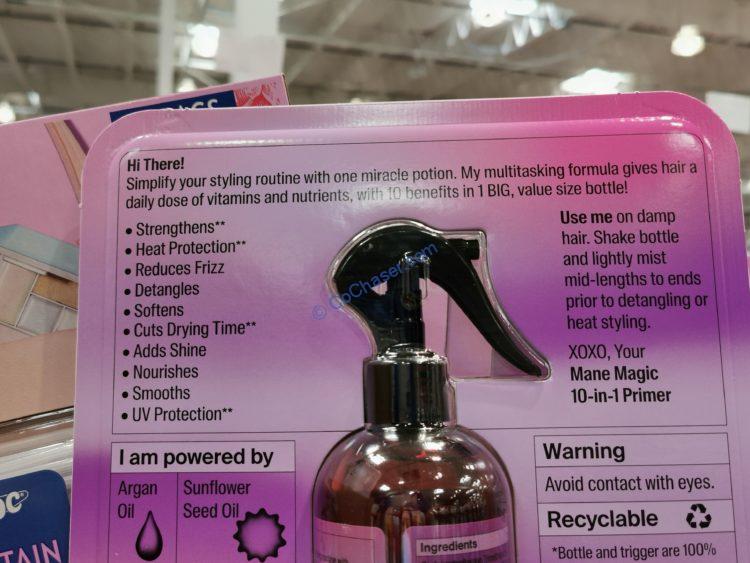 Hi There!
Simplify your styling routine with one miracle potion. My multitasking formula gives hair a
daily dose of vitamins and nutrients, with 10 benefits in 1 BIG, value size bottle!
• Strengthens**
• Heat Protection**
• Reduces Frizz
• Detangles
• Softens
• Cuts Drying Time**
• Adds Shine
• Nourishes
• Smooths
• UV Protection**
© CoChaser.com
Use me on damp
hair. Shake bottle
and lightly mist
mid-lengths to ends
prior to detangling or
heat styling.
XOXO, Your
Mane Magic
10-in-1 Primer
I am powered by
Argan
Oil
Sunflower
Seed Oil
Warning
Avoid contact with eyes.
Recyclable
*Bottle and trigger are 100%
Ingredients
TAIN